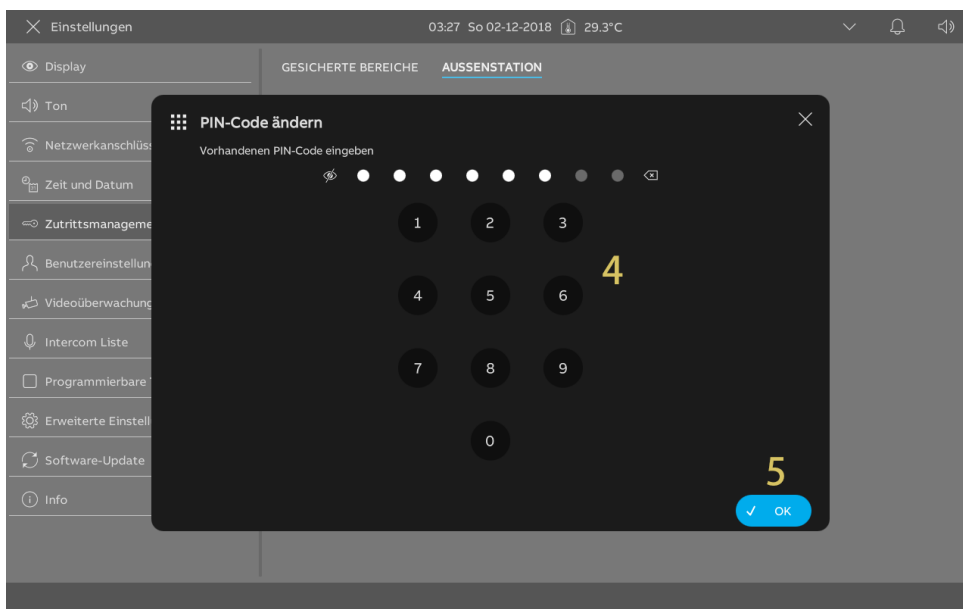 Einstellungen
03:27 So 02-12-2018 29.3°C
Display
GESICHERTE BEREICHE AUSSENSTATION
Ton
PIN-Code ändern
Netzwerkanschlüss
Vorhandenen PIN-Code eingeben
Zeit und Datum
Zutrittsmanageme
1 2 3
Benutzereinstellun
4
Videoüberwachung
4 5 6
Intercom Liste
Programmierbare
7 8 9
Erweiterte Einstell
0
Software-Update
5
Info
OK